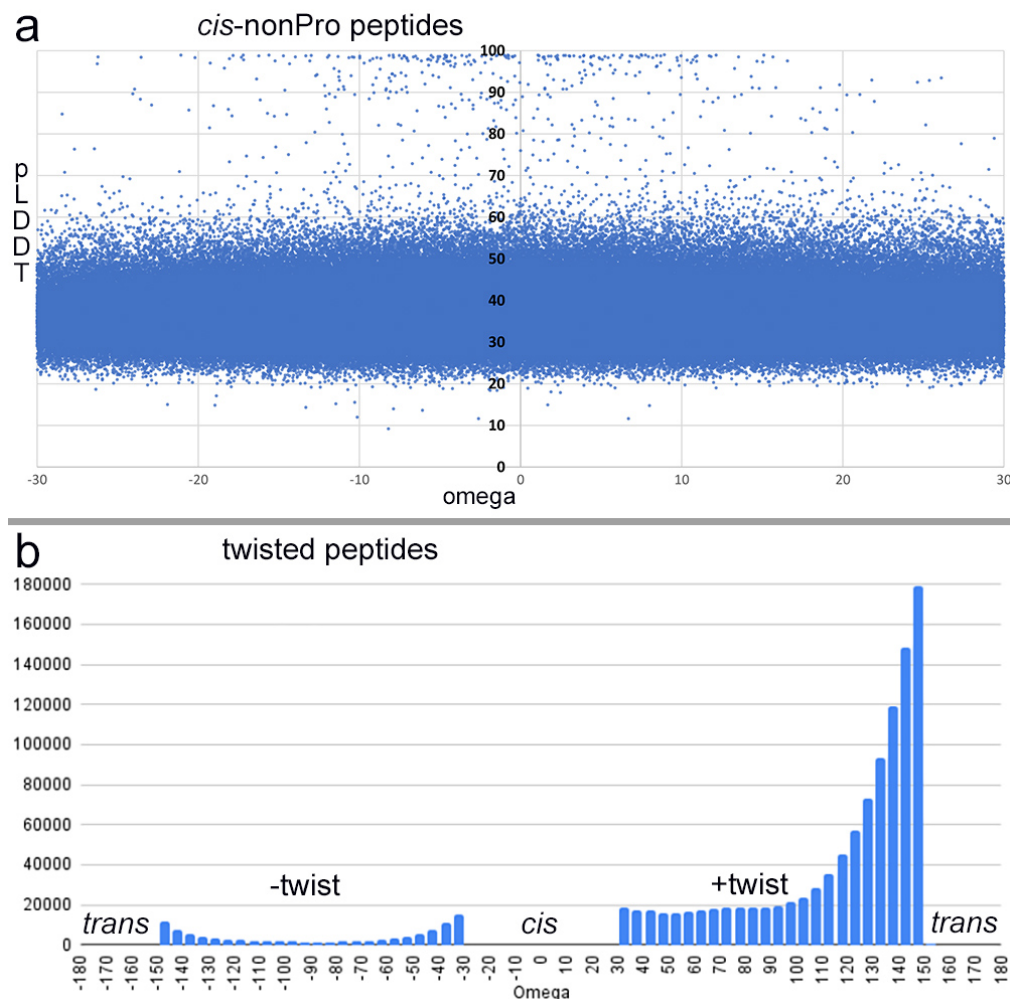 a
cis-nonPro peptides
pLDDT
100
90
80
70
60
50
40
30
20
10
0
-30 -20 -10 0 10 20 30
omega
b
twisted peptides
180000
160000
140000
120000
100000
80000
60000
40000
20000
0
-twist
+twist
trans
cis
trans
-180 -170 -160 -150 -140 -130 -120 -110 -100 -90 -80 -70 -60 -50 -40 -30 -20 -10 0 10 20 30 40 50 60 70 80 90 100 110 120 130 140 150 160 170 180
Omega